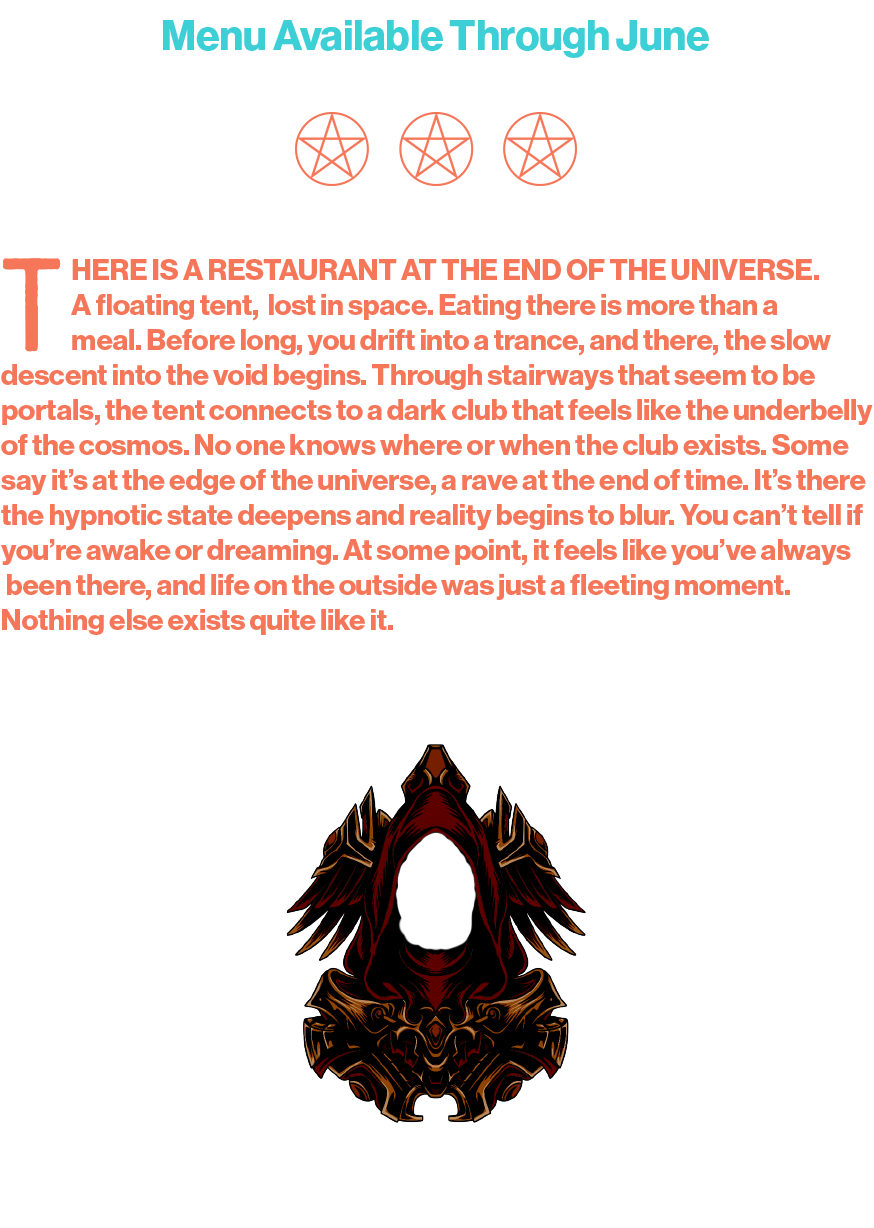 Menu Available Through June
THERE IS A RESTAURANT AT THE END OF THE UNIVERSE.
A floating tent,  lost in space. Eating there is more than a
meal. Before long, you drift into a trance, and there, the slow
descent into the void begins. Through stairways that seem to be
portals, the tent connects to a dark club that feels like the underbelly
of the cosmos. No one knows where or when the club exists. Some
say it’s at the edge of the universe, a rave at the end of time. It’s there
the hypnotic state deepens and reality begins to blur. You can’t tell if
you’re awake or dreaming. At some point, it feels like you’ve always
been there, and life on the outside was just a fleeting moment.
Nothing else exists quite like it.